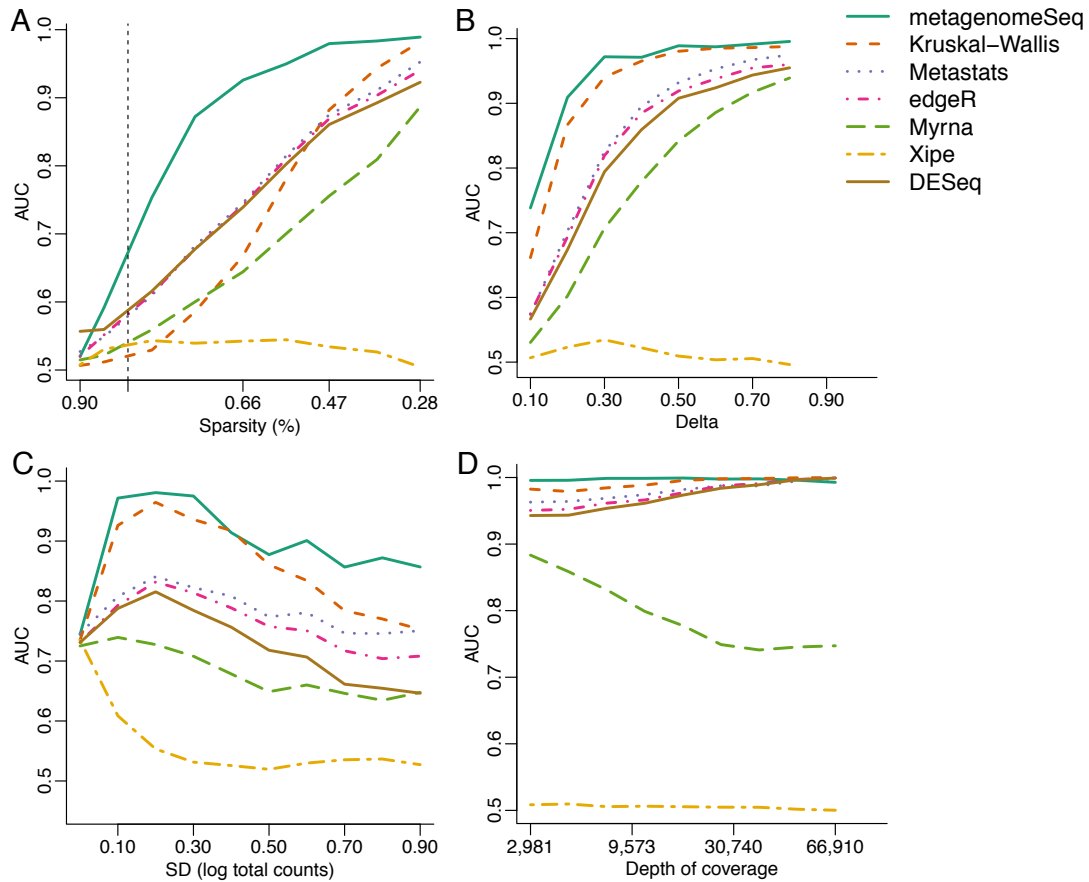 A
AUC
1.0
0.9
0.8
0.7
0.6
0.5
0.90
0.66
0.47
0.28
Sparsity (%)
B
AUC
1.0
0.9
0.8
0.7
0.6
0.5
0.10
0.30
0.50
0.70
0.90
Delta
metagenomeSeq
Kruskal–Wallis
Metastats
edgeR
Myrna
Xipe
DESeq
C
AUC
1.0
0.9
0.8
0.7
0.6
0.5
0.10
0.30
0.50
0.70
0.90
SD (log total counts)
D
AUC
1.0
0.9
0.8
0.7
0.6
0.5
2,981
9,573
30,740
66,910
Depth of coverage